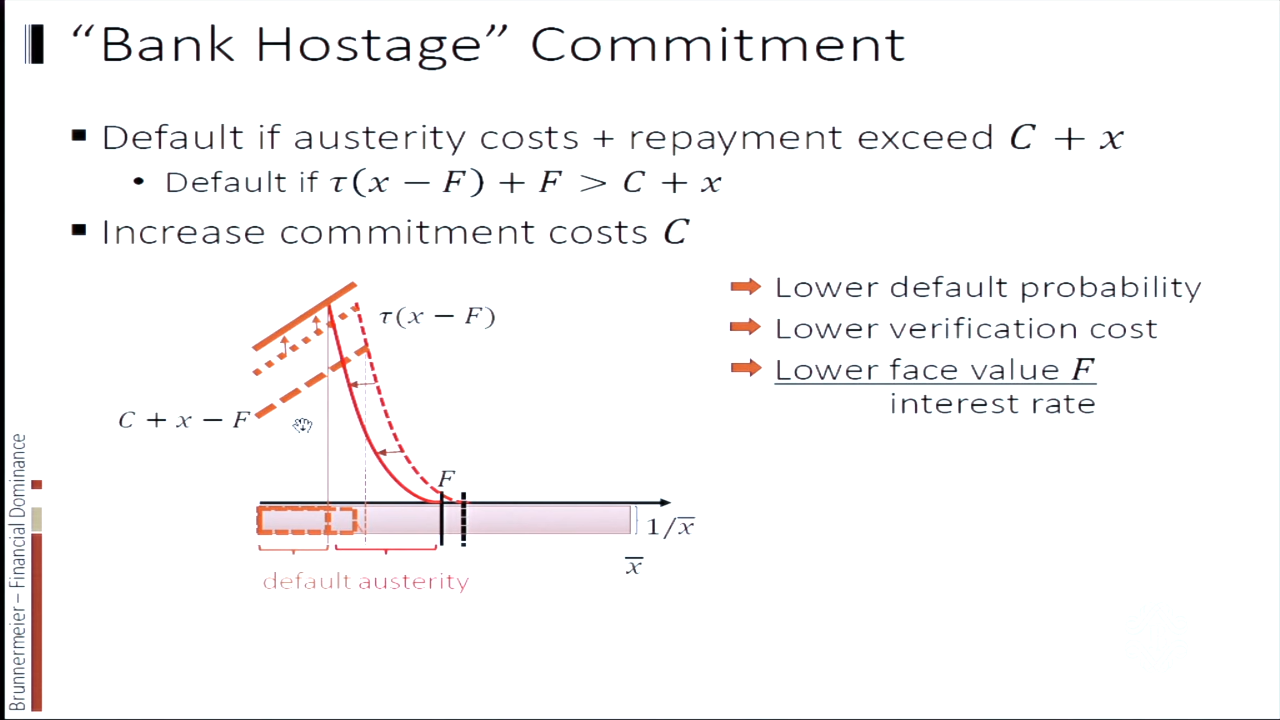 “Bank Hostage” Commitment
▪ Default if austerity costs + repayment exceed C + x
• Default if τ(x − F) + F > C + x
▪ Increase commitment costs C
Lower default probability
Lower verification cost
Lower face value F
interest rate
τ(x − F)
C + x − F
F
1/x̅
x̅
default austerity
Brunnermeier – Financial Dominance